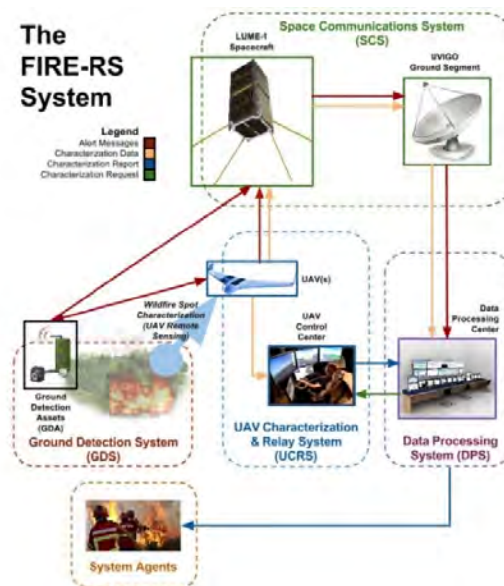 The
FIRE-RS
System
Legend
Alert Messages
Characterization Data
Characterization Report
Characterization Request
Space Communications System
(SCS)
LUME-1
Spacecraft
UVIGO
Ground Segment
UAV(s)
Wildfire Spot
Characterization
(UAV Remote
Sensing)
UAV
Control
Center
Data
Processing
Center
Ground
Detection
Assets
(GDA)
Ground Detection System
(GDS)
UAV Characterization
& Relay System
(UCRS)
Data Processing
System (DPS)
System Agents